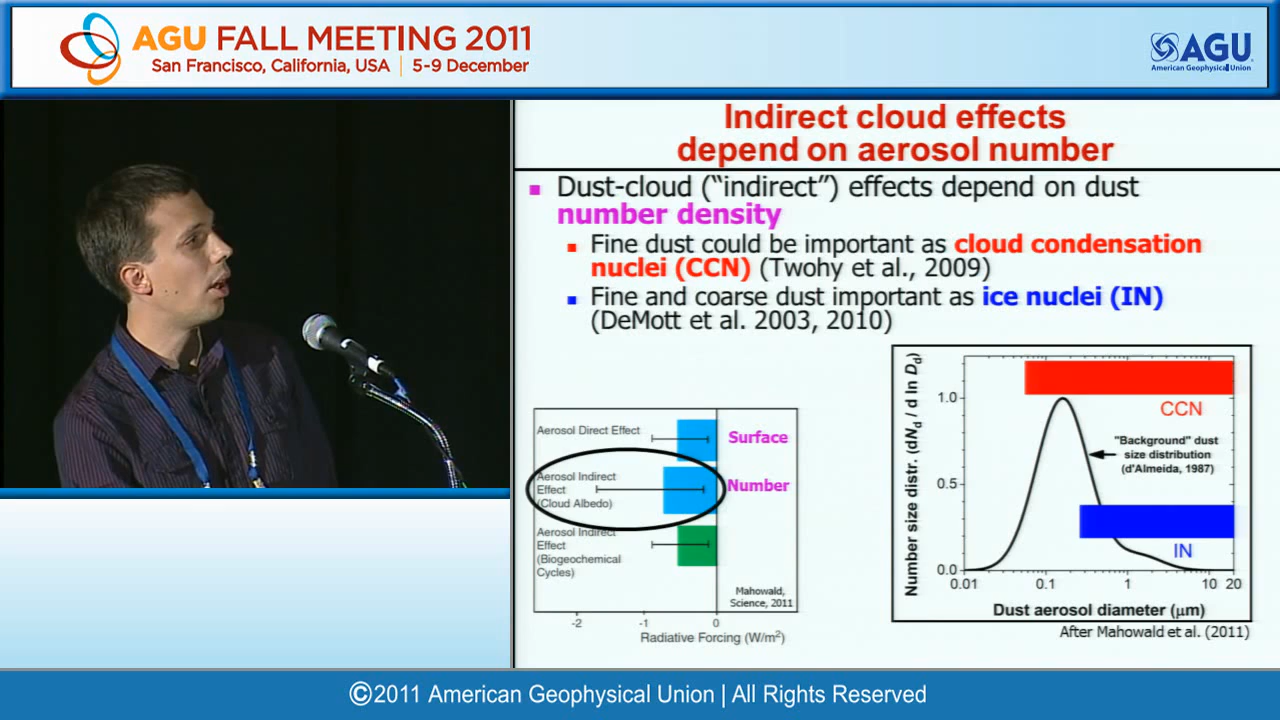 AGU FALL MEETING 2011
San Francisco, California, USA | 5-9 December
AGU
American Geophysical Union
Indirect cloud effects
depend on aerosol number
Dust-cloud (“indirect”) effects depend on dust
number density
Fine dust could be important as cloud condensation
nuclei (CCN) (Twohy et al., 2009)
Fine and coarse dust important as ice nuclei (IN)
(DeMott et al. 2003, 2010)
Aerosol Direct Effect
Surface
Aerosol Indirect
Effect
(Cloud Albedo)
Number
Aerosol Indirect
Effect
(Biogeochemical
Cycles)
Mahowald,
Science, 2011
-2 -1 0
Radiative Forcing (W/m²)
Number size distr. (dNd / d ln Dd)
1.0
0.5
0.0
CCN
"Background" dust
size distribution
(d'Almeida, 1987)
IN
0.01 0.1 1 10 20
Dust aerosol diameter (μm)
After Mahowald et al. (2011)
©2011 American Geophysical Union | All Rights Reserved